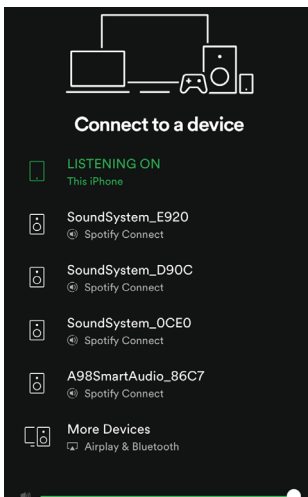 Connect to a device
LISTENING ON
This iPhone
SoundSystem_E920
Spotify Connect
SoundSystem_D90C
Spotify Connect
SoundSystem_0CE0
Spotify Connect
A98SmartAudio_86C7
Spotify Connect
More Devices
Airplay & Bluetooth